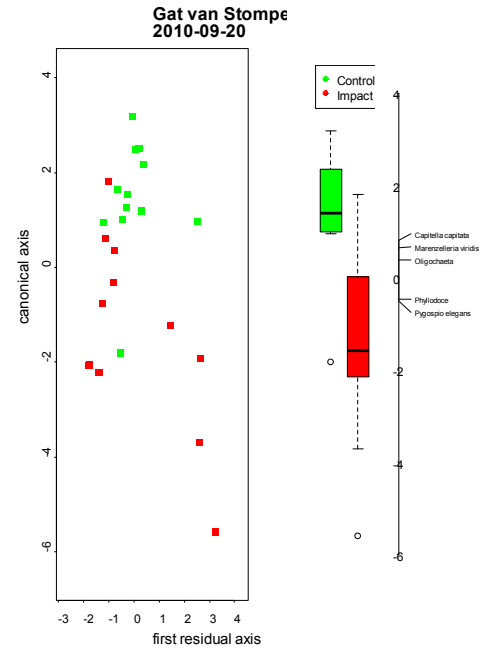 Gat van Stompe
2010-09-20
canonical axis
4
2
0
-2
-4
-6
-3 -2 -1 0 1 2 3 4
first residual axis
Control
Impact
4
2
0
-2
-4
-6
Capitella capitata
Marenzelleria viridis
Oligochaeta
Phyllodoce
Pygospio elegans